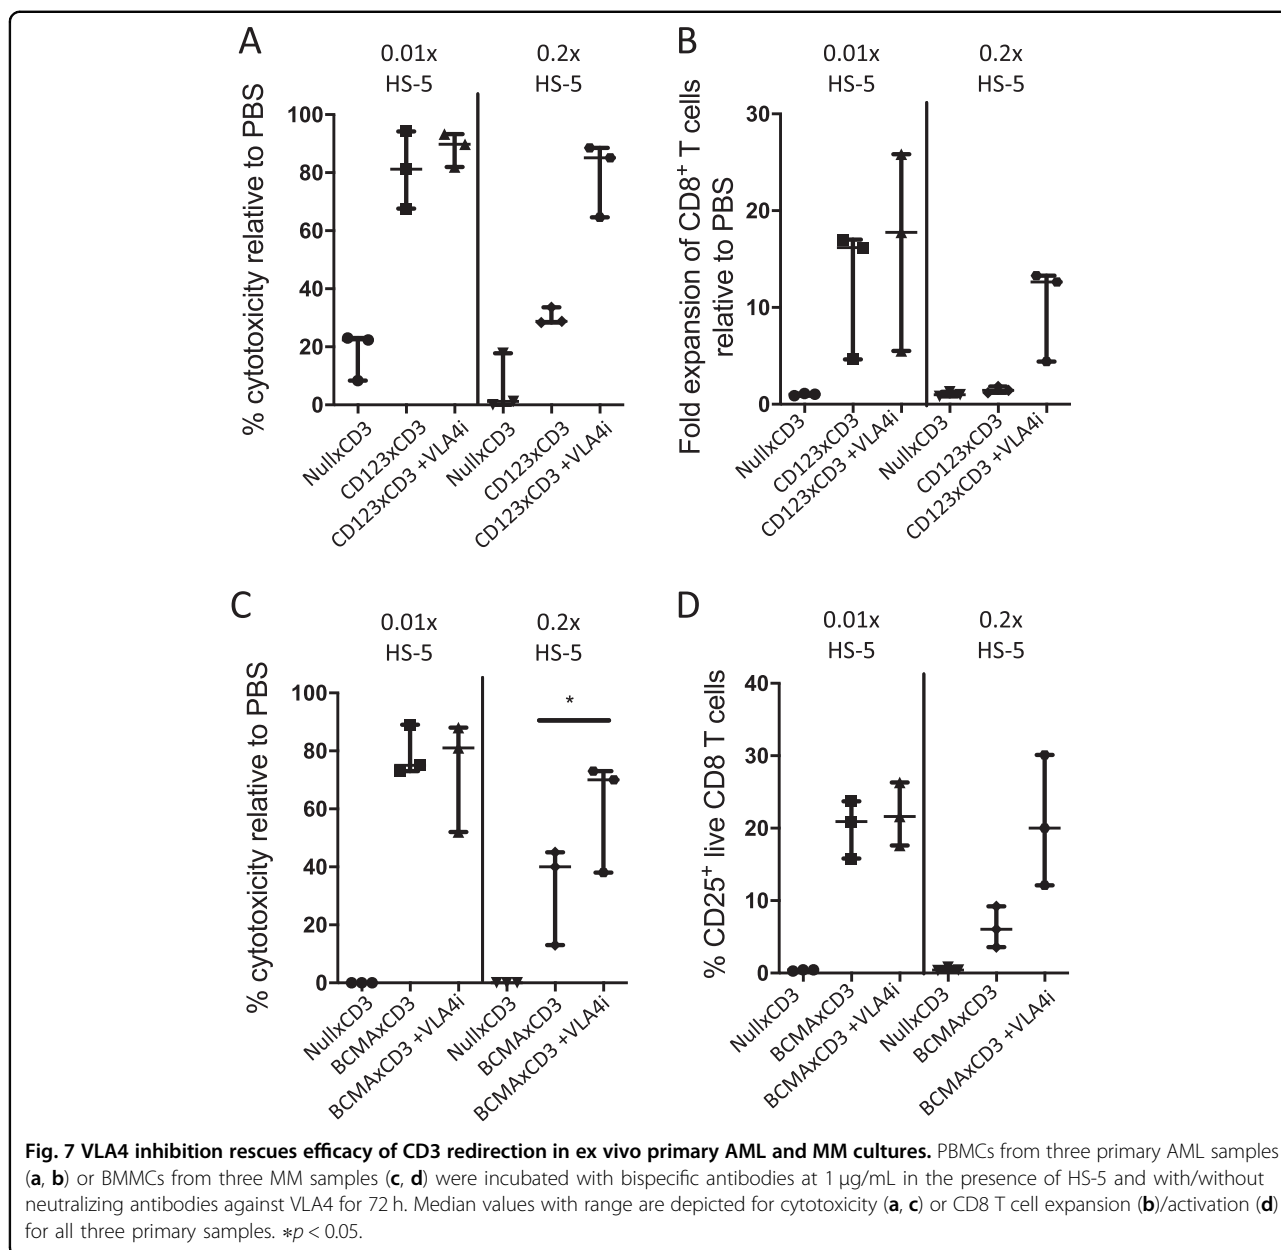 A
0.01x
HS-5
0.2x
HS-5
% cytotoxicity relative to PBS
100
80
60
40
20
0
NullxCD3
CD123xCD3
CD123xCD3 +VLA4i
NullxCD3
CD123xCD3
CD123xCD3 +VLA4i
B
0.01x
HS-5
0.2x
HS-5
Fold expansion of CD8⁺ T cells
relative to PBS
30
20
10
0
NullxCD3
CD123xCD3
CD123xCD3 +VLA4i
NullxCD3
CD123xCD3
CD123xCD3 +VLA4i
C
0.01x
HS-5
0.2x
HS-5
% cytotoxicity relative to PBS
100
80
60
40
20
0
*
NullxCD3
BCMAxCD3
BCMAxCD3 +VLA4i
NullxCD3
BCMAxCD3
BCMAxCD3 +VLA4i
D
0.01x
HS-5
0.2x
HS-5
% CD25⁺ live CD8 T cells
40
30
20
10
0
NullxCD3
BCMAxCD3
BCMAxCD3 +VLA4i
NullxCD3
BCMAxCD3
BCMAxCD3 +VLA4i
Fig. 7 VLA4 inhibition rescues efficacy of CD3 redirection in ex vivo primary AML and MM cultures. PBMCs from three primary AML samples
(a, b) or BMMCs from three MM samples (c, d) were incubated with bispecific antibodies at 1 µg/mL in the presence of HS-5 and with/without
neutralizing antibodies against VLA4 for 72 h. Median values with range are depicted for cytotoxicity (a, c) or CD8 T cell expansion (b)/activation (d)
for all three primary samples. *p < 0.05.